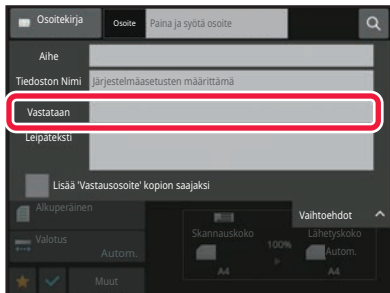 Osoitekirja Osoite Paina ja syötä osoite
Aihe
Tiedoston Nimi Järjestelmäasetusten määrittämä
Vastataan
Leipäteksti
Lisää 'Vastausosoite' kopion saajaksi
Alkuperäinen Vaihtoehdot
Skannauskoko Lähetyskoko
Valotus 100%
Autom. Autom.
A4 A4
Muut